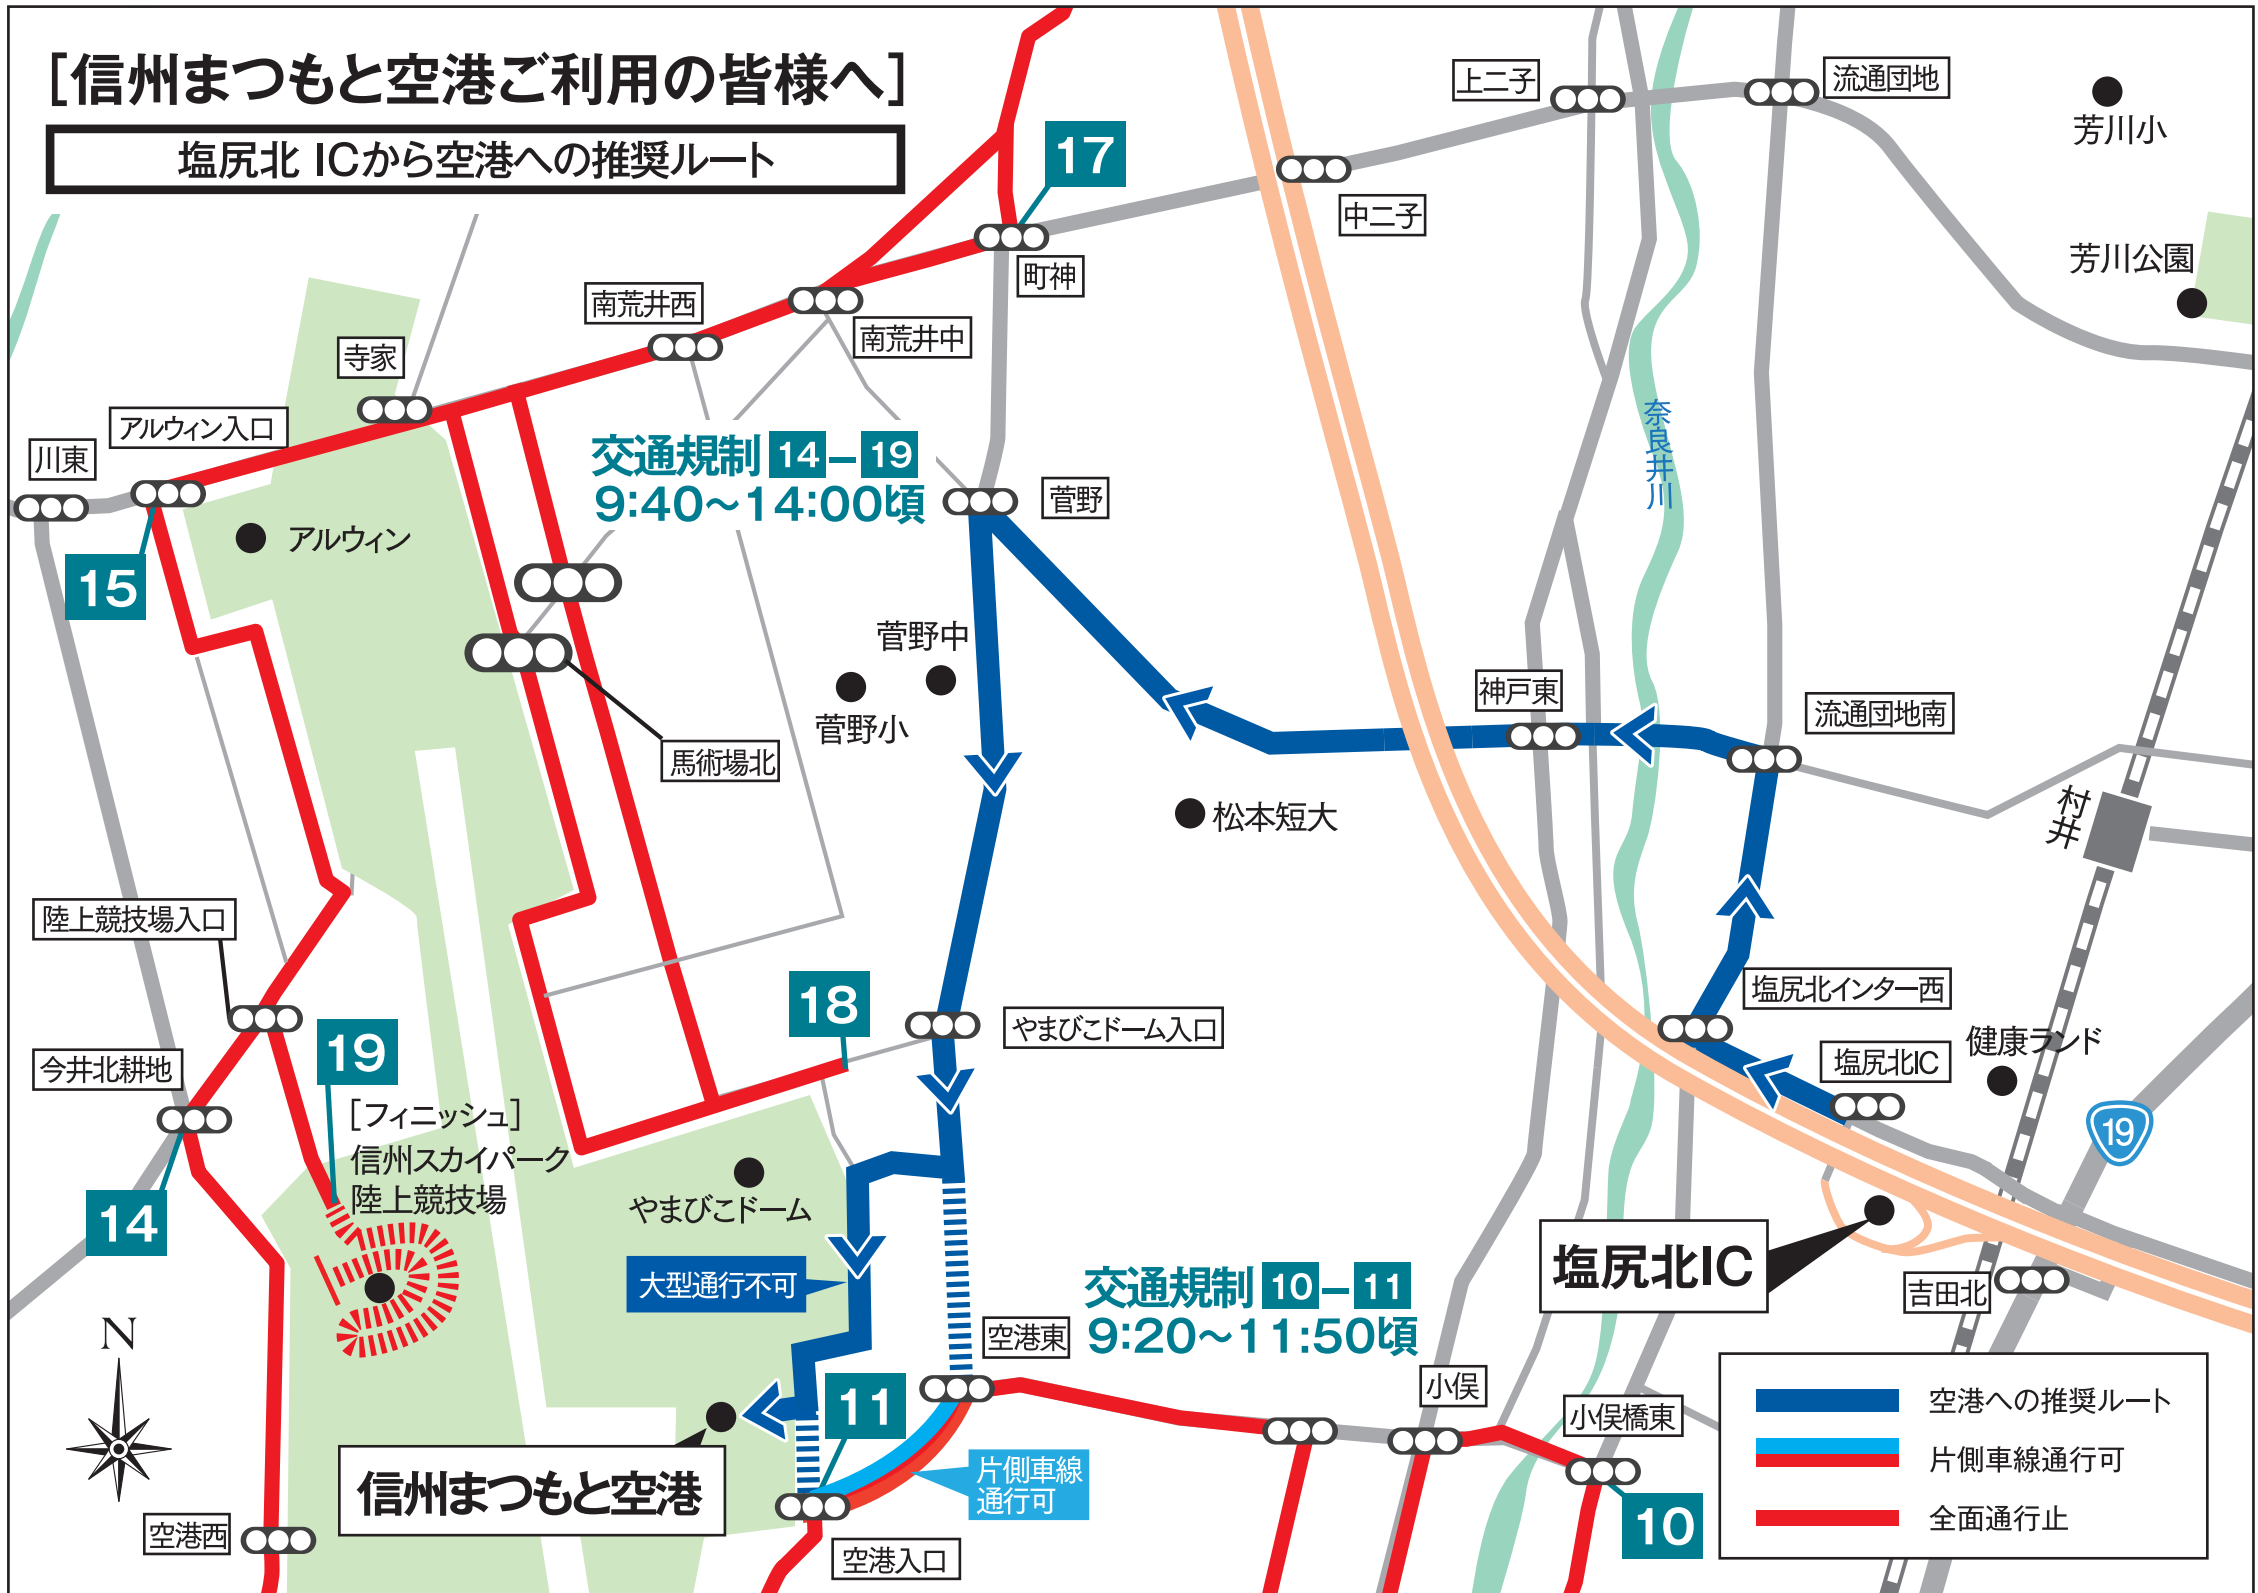 [信州まつもと空港ご利用の皆様へ]
塩尻北 ICから空港への推奨ルート
17
上二子
流通団地
芳川小
中二子
芳川公園
町神
南荒井西
南荒井中
寺家
アルウィン入口
川東
奈良井川
交通規制 14–19
9:40〜14:00頃
菅野
アルウィン
15
菅野中
菅野小
神戸東
流通団地南
馬術場北
松本短大
村井
陸上競技場入口
18
やまびこドーム入口
塩尻北インター西
健康ランド
塩尻北IC
今井北耕地
19
[フィニッシュ]
信州スカイパーク
陸上競技場
19
14
やまびこドーム
大型通行不可
塩尻北IC
交通規制 10–11
9:20〜11:50頃
吉田北
N
空港東
小俣
小俣橋東
11
空港への推奨ルート
片側車線通行可
全面通行止
片側車線
通行可
信州まつもと空港
10
空港西
空港入口